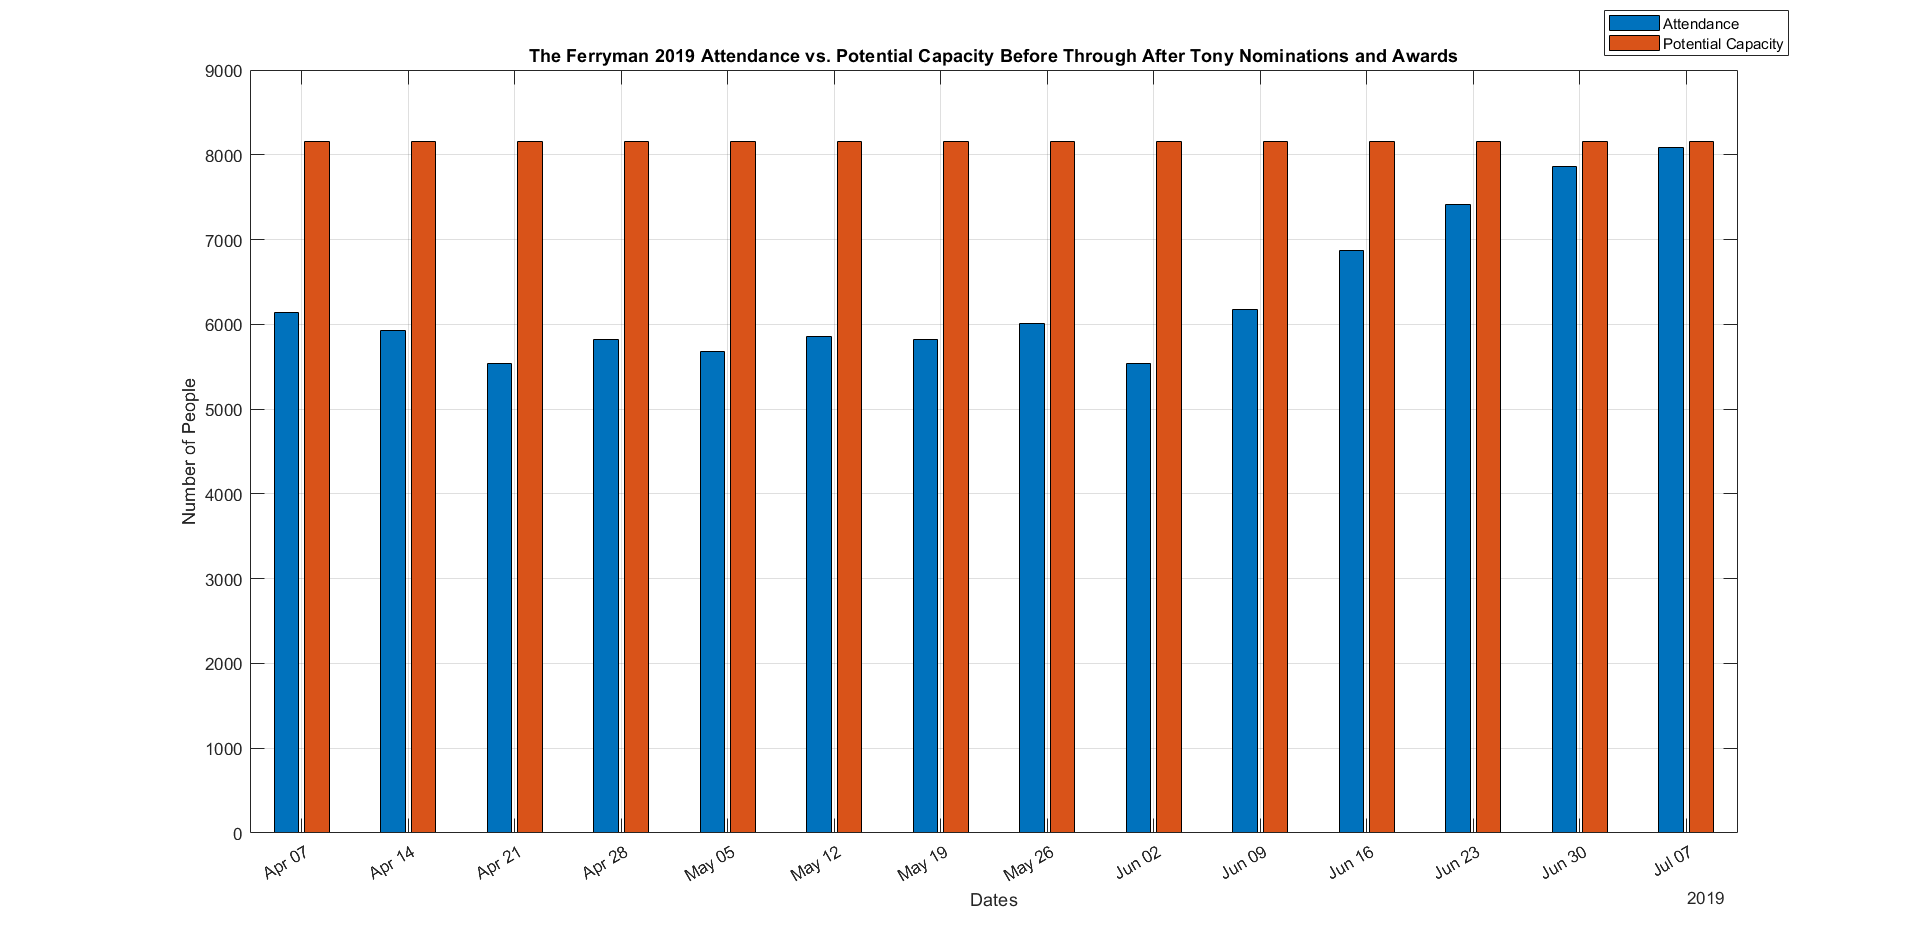 Attendance
Potential Capacity
The Ferryman 2019 Attendance vs. Potential Capacity Before Through After Tony Nominations and Awards
9000
8000
7000
6000
5000
4000
3000
2000
1000
0
Number of People
Apr 07
Apr 14
Apr 21
Apr 28
May 05
May 12
May 19
May 26
Jun 02
Jun 09
Jun 16
Jun 23
Jun 30
Jul 07
Dates
2019